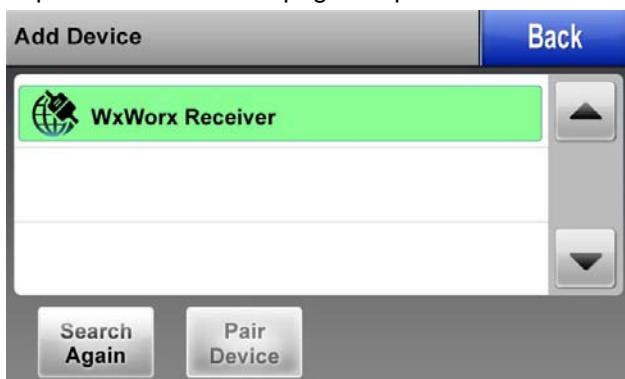 Add Device
Back
WxWorx Receiver
Search
Again
Pair
Device